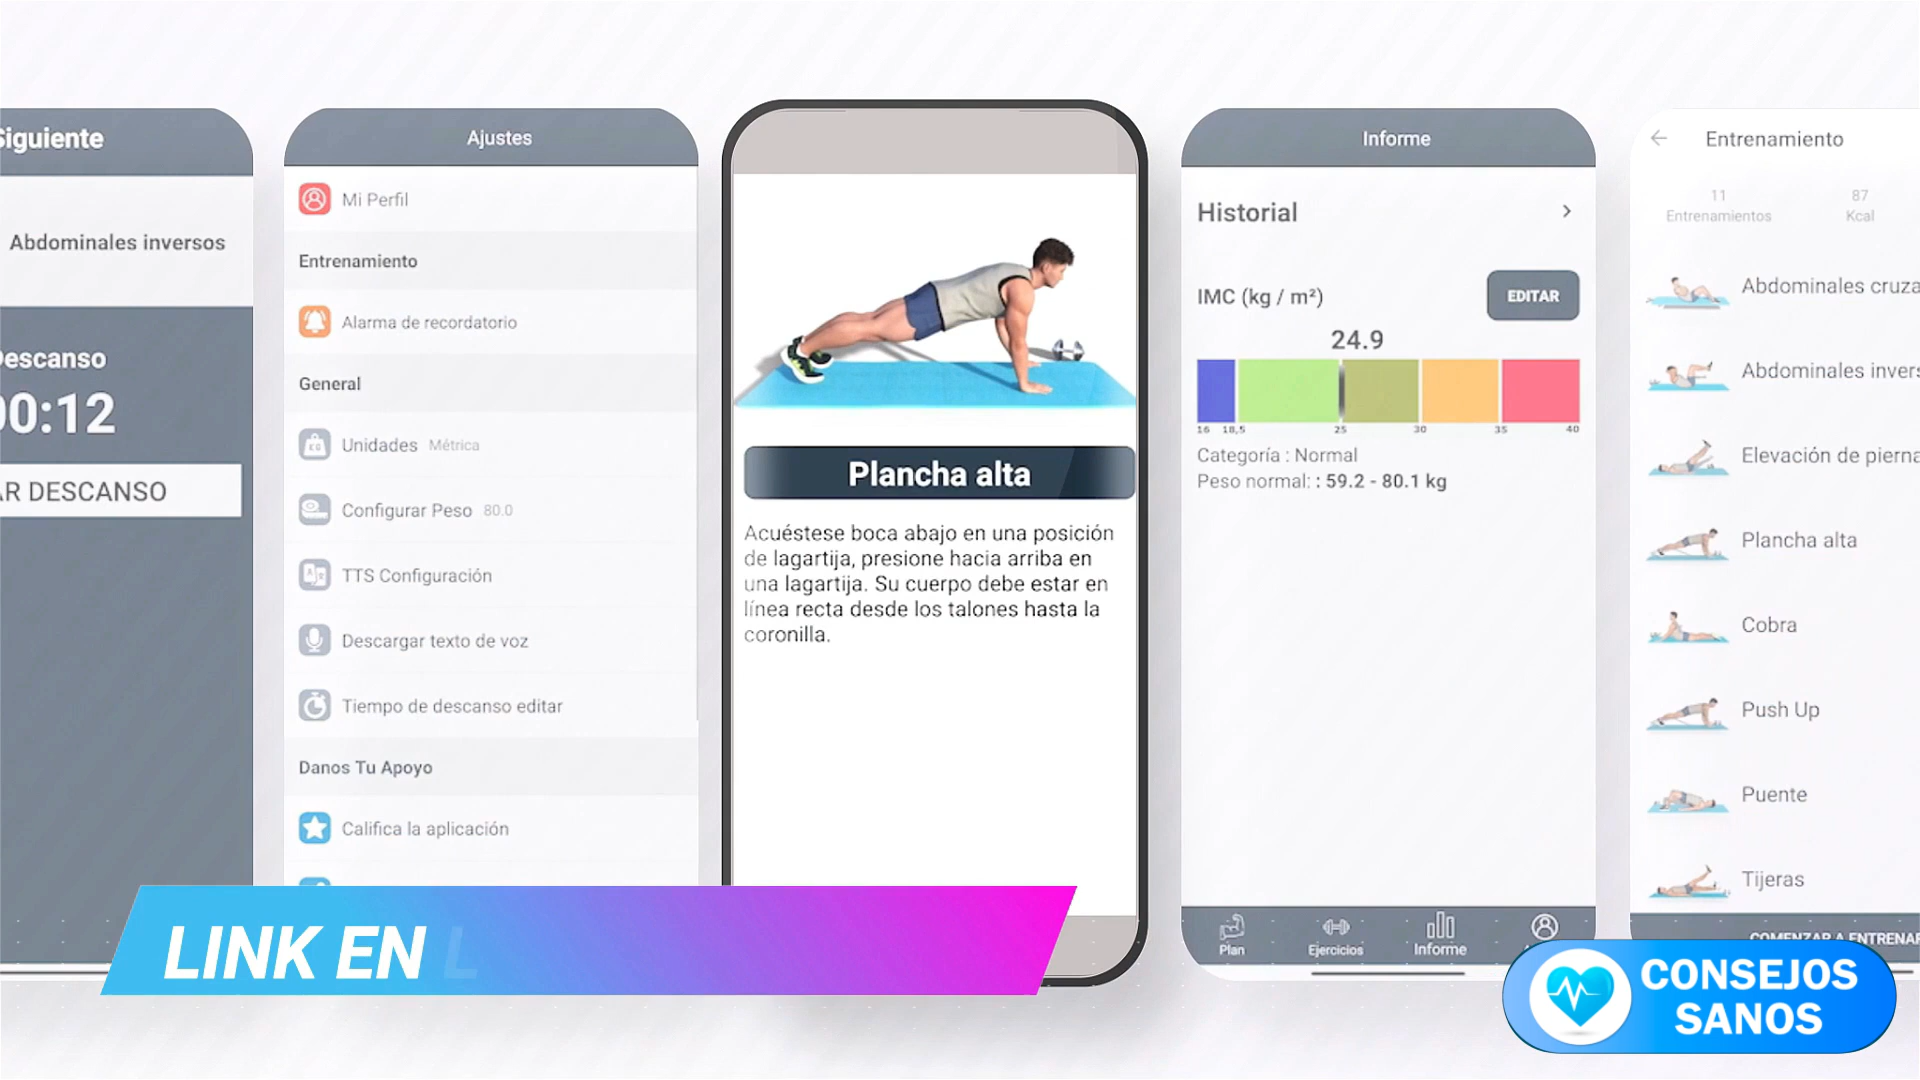 Siguiente
Abdominales inversos
Descanso
00:12
AR DESCANSO
Ajustes
Mi Perfil
Entrenamiento
Alarma de recordatorio
General
Unidades Métrica
Configurar Peso 80.0
TTS Configuración
Descargar texto de voz
Tiempo de descanso editar
Danos Tu Apoyo
Califica la aplicación
Plancha alta
Acuéstese boca abajo en una posición
de lagartija, presione hacia arriba en
una lagartija. Su cuerpo debe estar en
línea recta desde los talones hasta la
coronilla.
Informe
Historial
IMC (kg / m²)
EDITAR
24.9
16 18,5 25 30 35 40
Categoría : Normal
Peso normal: : 59.2 - 80.1 kg
Plan Ejercicios Informe
Entrenamiento
11 87
Entrenamientos Kcal
Abdominales cruza
Abdominales invers
Elevación de pierna
Plancha alta
Cobra
Push Up
Puente
Tijeras
COMENZAR A ENTRENAR
LINK EN L
CONSEJOS
SANOS